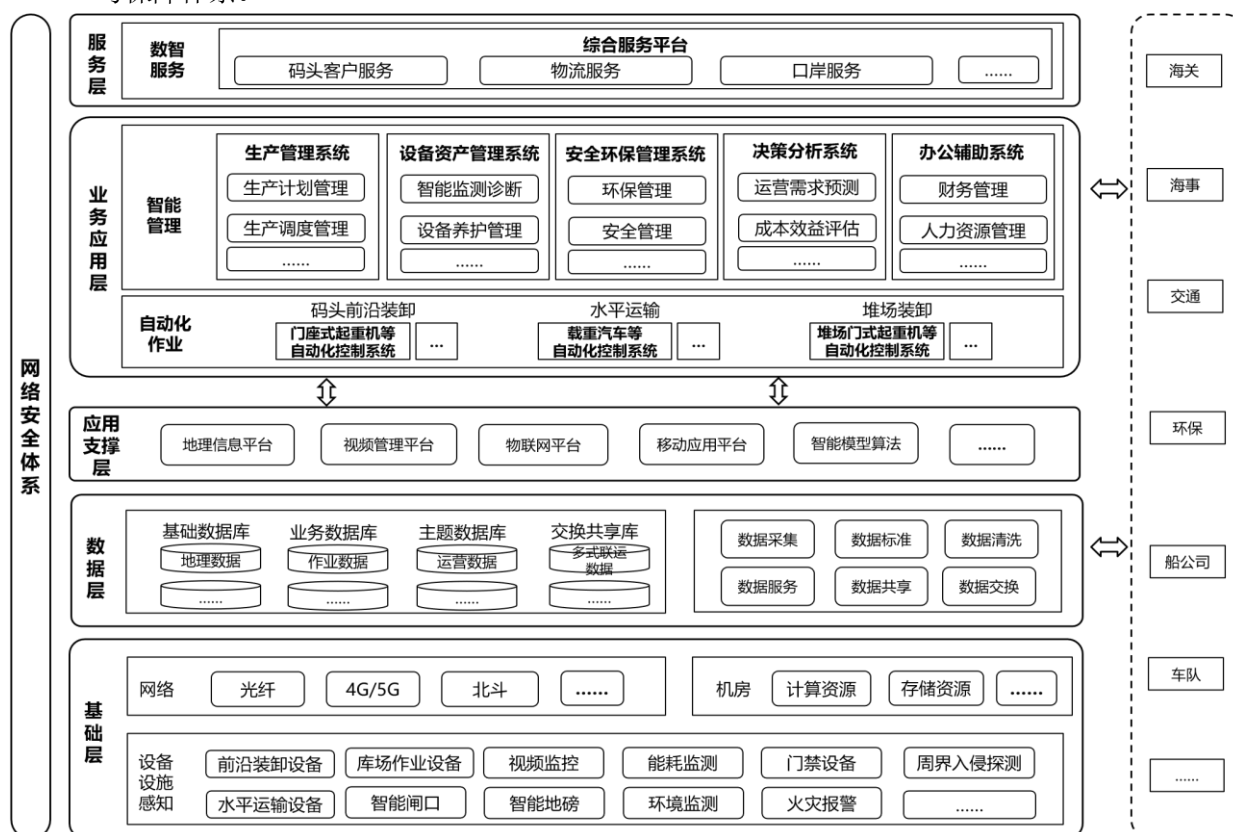 网络安全体系
服务层
数智
服务
综合服务平台
码头客户服务
物流服务
口岸服务
......
业务应用层
智能
管理
生产管理系统
生产计划管理
生产调度管理
......
设备资产管理系统
智能监测诊断
设备养护管理
......
安全环保管理系统
环保管理
安全管理
......
决策分析系统
运营需求预测
成本效益评估
......
办公辅助系统
财务管理
人力资源管理
......
自动化
作业
码头前沿装卸
门座式起重机等
自动化控制系统
...
水平运输
载重汽车等
自动化控制系统
...
堆场装卸
堆场门式起重机等
自动化控制系统
...
应用
支撑
层
地理信息平台
视频管理平台
物联网平台
移动应用平台
智能模型算法
......
数据层
基础数据库
地理数据
......
业务数据库
作业数据
......
主题数据库
运营数据
......
交换共享库
多式联运
数据
......
数据采集
数据标准
数据清洗
数据服务
数据共享
数据交换
基础层
网络
光纤
4G/5G
北斗
......
机房
计算资源
存储资源
......
设备
设施
感知
前沿装卸设备
库场作业设备
视频监控
能耗监测
门禁设备
周界入侵探测
水平运输设备
智能闸口
智能地磅
环境监测
火灾报警
......
海关
海事
交通
环保
船公司
车队
......